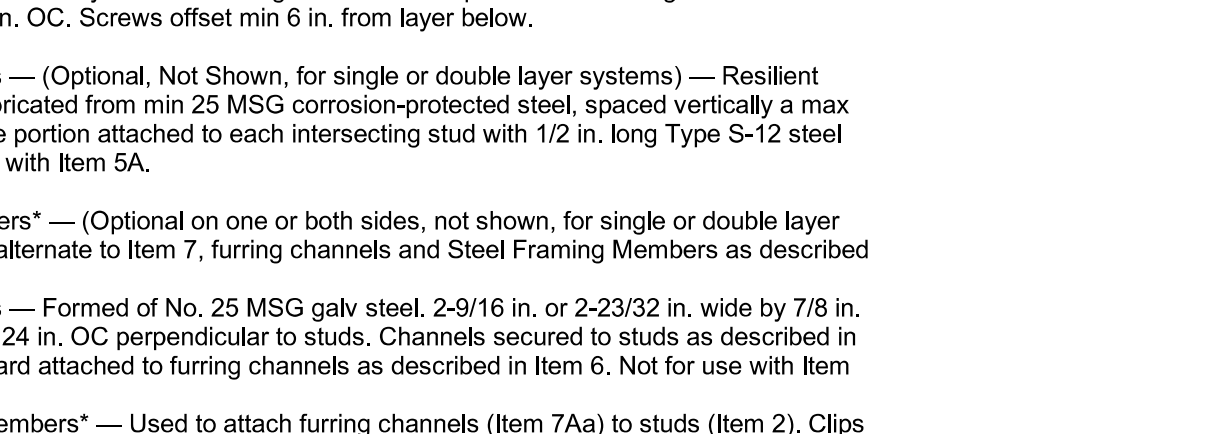 n. OC. Screws offset min 6 in. from layer below.
— (Optional, Not Shown, for single or double layer systems) — Resilient
ricated from min 25 MSG corrosion-protected steel, spaced vertically a max
portion attached to each intersecting stud with 1/2 in. long Type S-12 steel
with Item 5A.
ers* — (Optional on one or both sides, not shown, for single or double layer
alternate to Item 7, furring channels and Steel Framing Members as described
— Formed of No. 25 MSG galv steel. 2-9/16 in. or 2-23/32 in. wide by 7/8 in.
24 in. OC perpendicular to studs. Channels secured to studs as described in
ard attached to furring channels as described in Item 6. Not for use with Item
embers* — Used to attach furring channels (Item 7Aa) to studs (Item 2). Clips